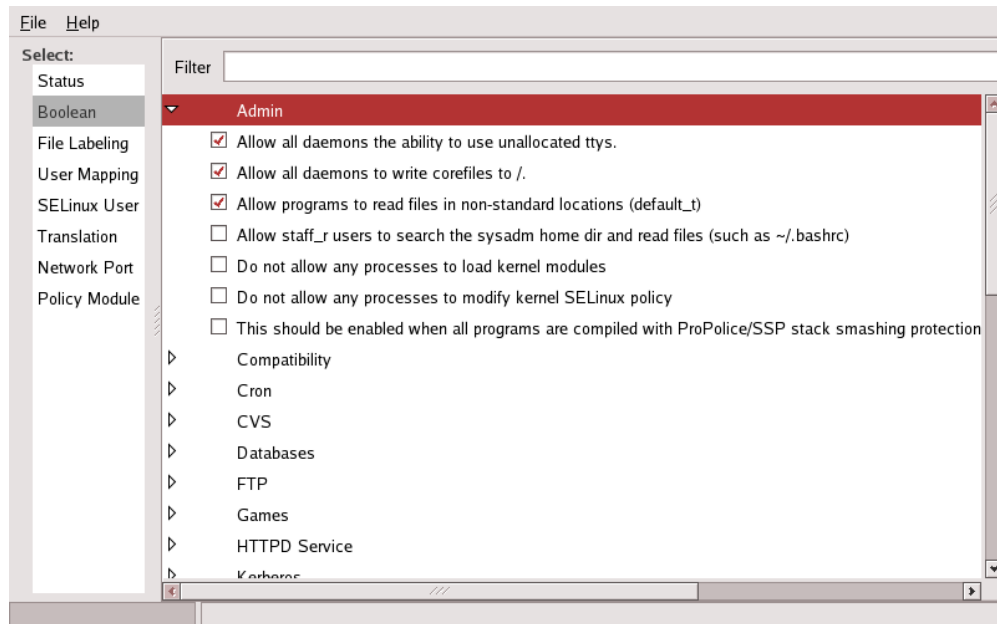 File Help
Select:
Status
Boolean
File Labeling
User Mapping
SELinux User
Translation
Network Port
Policy Module
Filter
Admin
Allow all daemons the ability to use unallocated ttys.
Allow all daemons to write corefiles to /.
Allow programs to read files in non-standard locations (default_t)
Allow staff_r users to search the sysadm home dir and read files (such as ~/.bashrc)
Do not allow any processes to load kernel modules
Do not allow any processes to modify kernel SELinux policy
This should be enabled when all programs are compiled with ProPolice/SSP stack smashing protection
Compatibility
Cron
CVS
Databases
FTP
Games
HTTPD Service
Kerberos